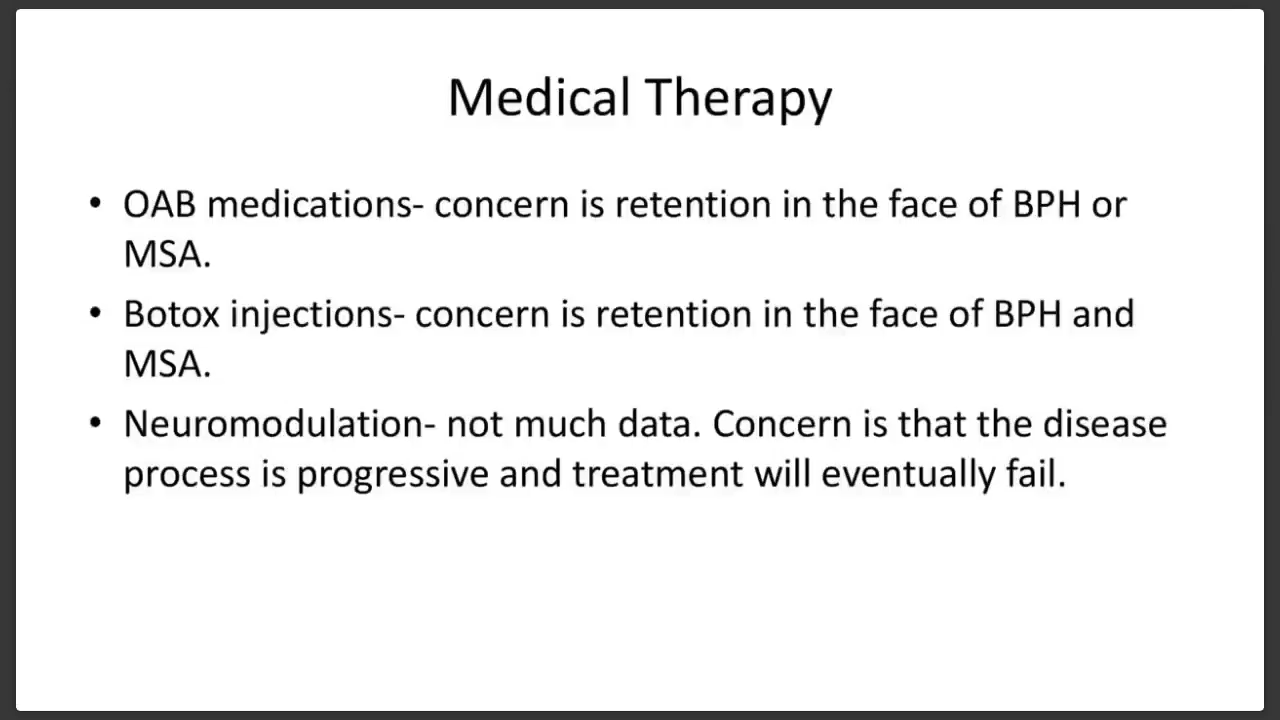 Medical Therapy
• OAB medications- concern is retention in the face of BPH or
MSA.
• Botox injections- concern is retention in the face of BPH and
MSA.
• Neuromodulation- not much data. Concern is that the disease
process is progressive and treatment will eventually fail.